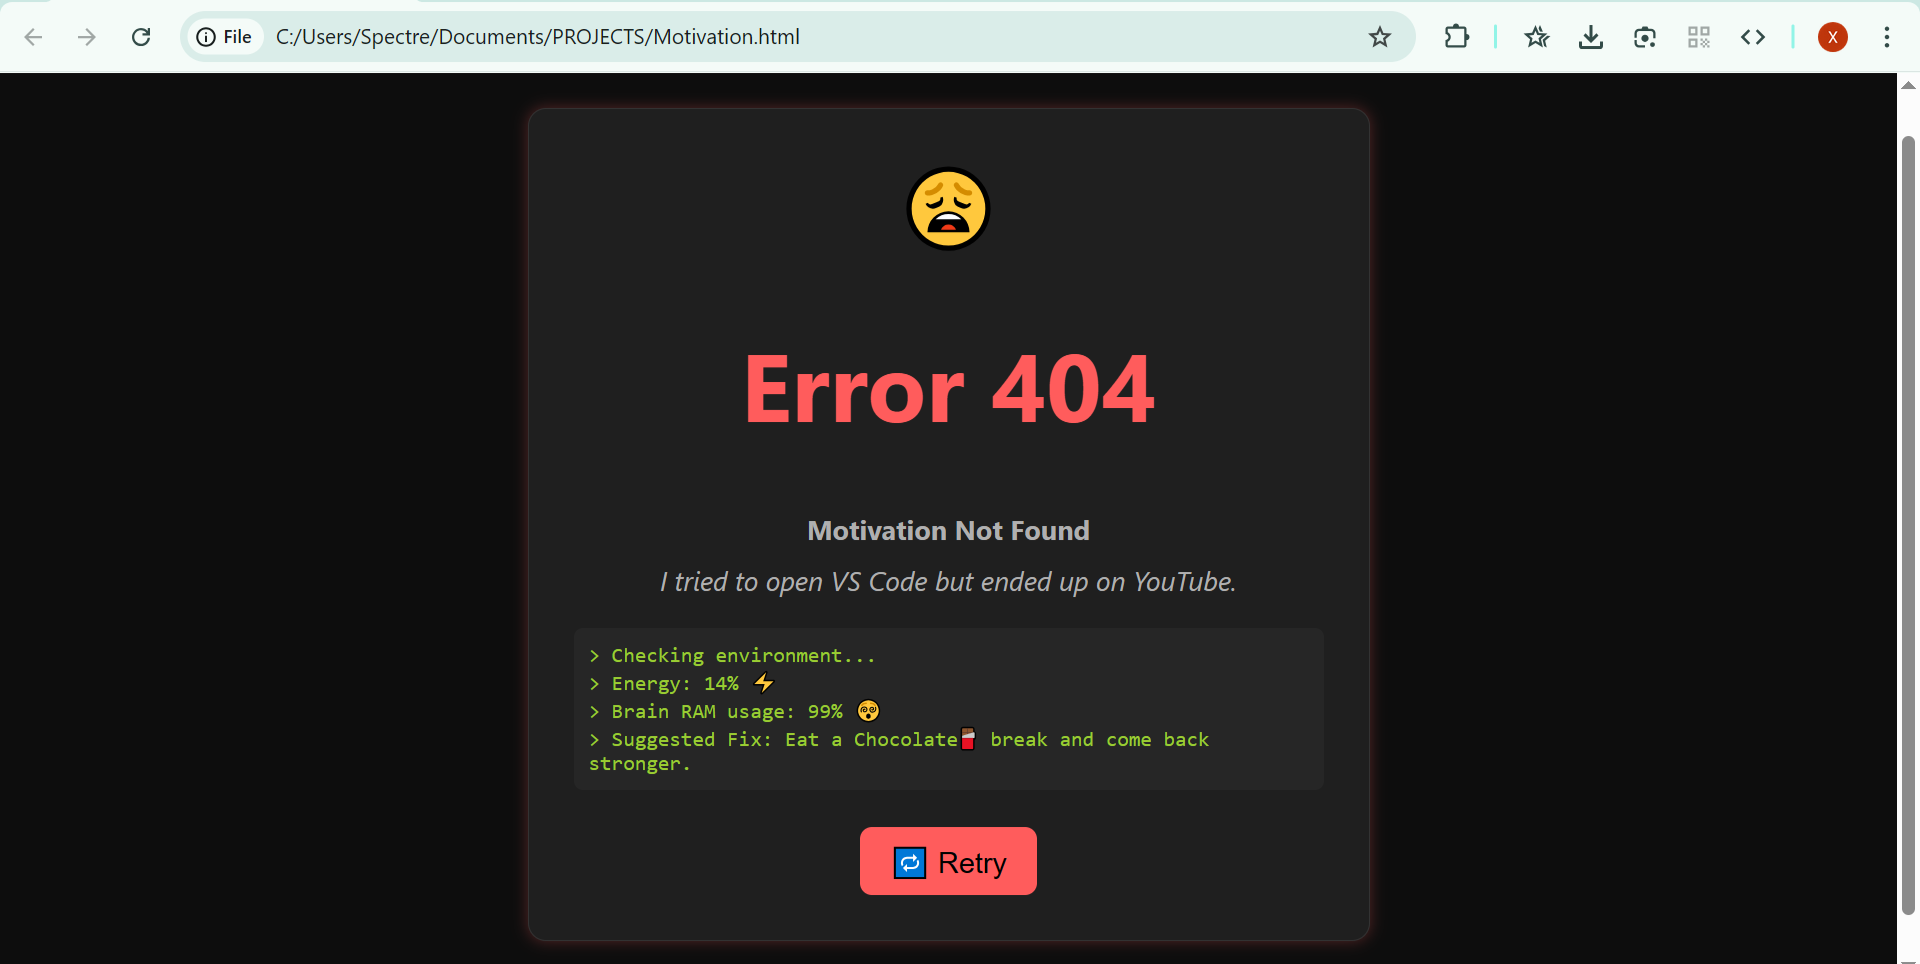 File C:/Users/Spectre/Documents/PROJECTS/Motivation.html X
Error 404
Motivation Not Found
I tried to open VS Code but ended up on YouTube.
> Checking environment...
> Energy: 14% ⚡
> Brain RAM usage: 99% 😵‍💫
> Suggested Fix: Eat a Chocolate🍫 break and come back
stronger.
🔁 Retry